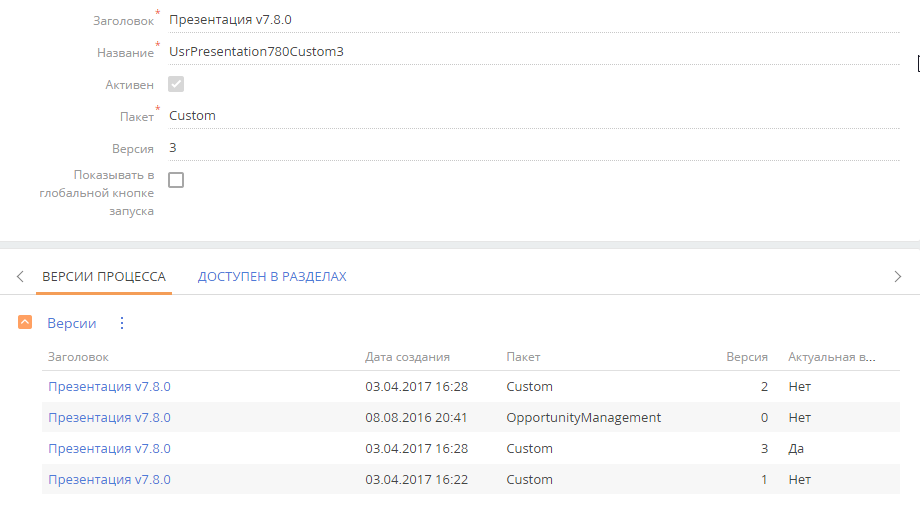 Заголовок* Презентация v7.8.0
Название* UsrPresentation780Custom3
Активен
Пакет* Custom
Версия 3
Показывать в
глобальной кнопке
запуска
ВЕРСИИ ПРОЦЕССА ДОСТУПЕН В РАЗДЕЛАХ
Версии
Заголовок Дата создания Пакет Версия Актуальная в...
Презентация v7.8.0 03.04.2017 16:28 Custom 2 Нет
Презентация v7.8.0 08.08.2016 20:41 OpportunityManagement 0 Нет
Презентация v7.8.0 03.04.2017 16:28 Custom 3 Да
Презентация v7.8.0 03.04.2017 16:22 Custom 1 Нет